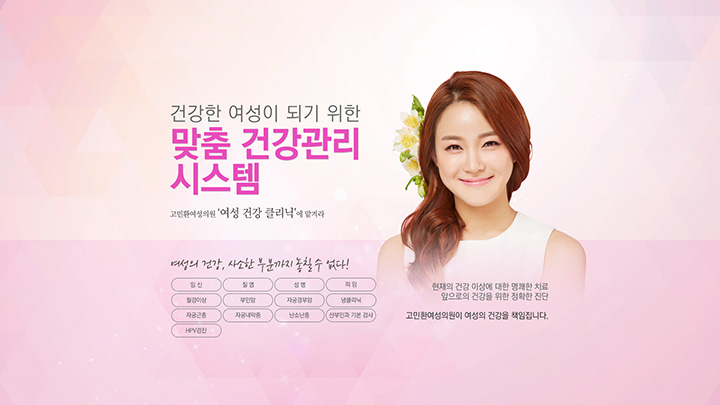 건강한 여성이 되기 위한
맞춤 건강관리
시스템
고민환여성의원 '여성 건강 클리닉'에 맡겨라
여성의 건강, 사소한 부분까지 놓칠 수 없다!
임 신
질 염
성 병
피 임
월경이상
부인암
자궁경부암
냉클리닉
자궁근종
자궁내막증
난소난종
산부인과 기본 검사
HPV검진
현재의 건강 이상에 대한 명쾌한 치료
앞으로의 건강을 위한 정확한 진단
고민환여성의원이 여성의 건강을 책임집니다.